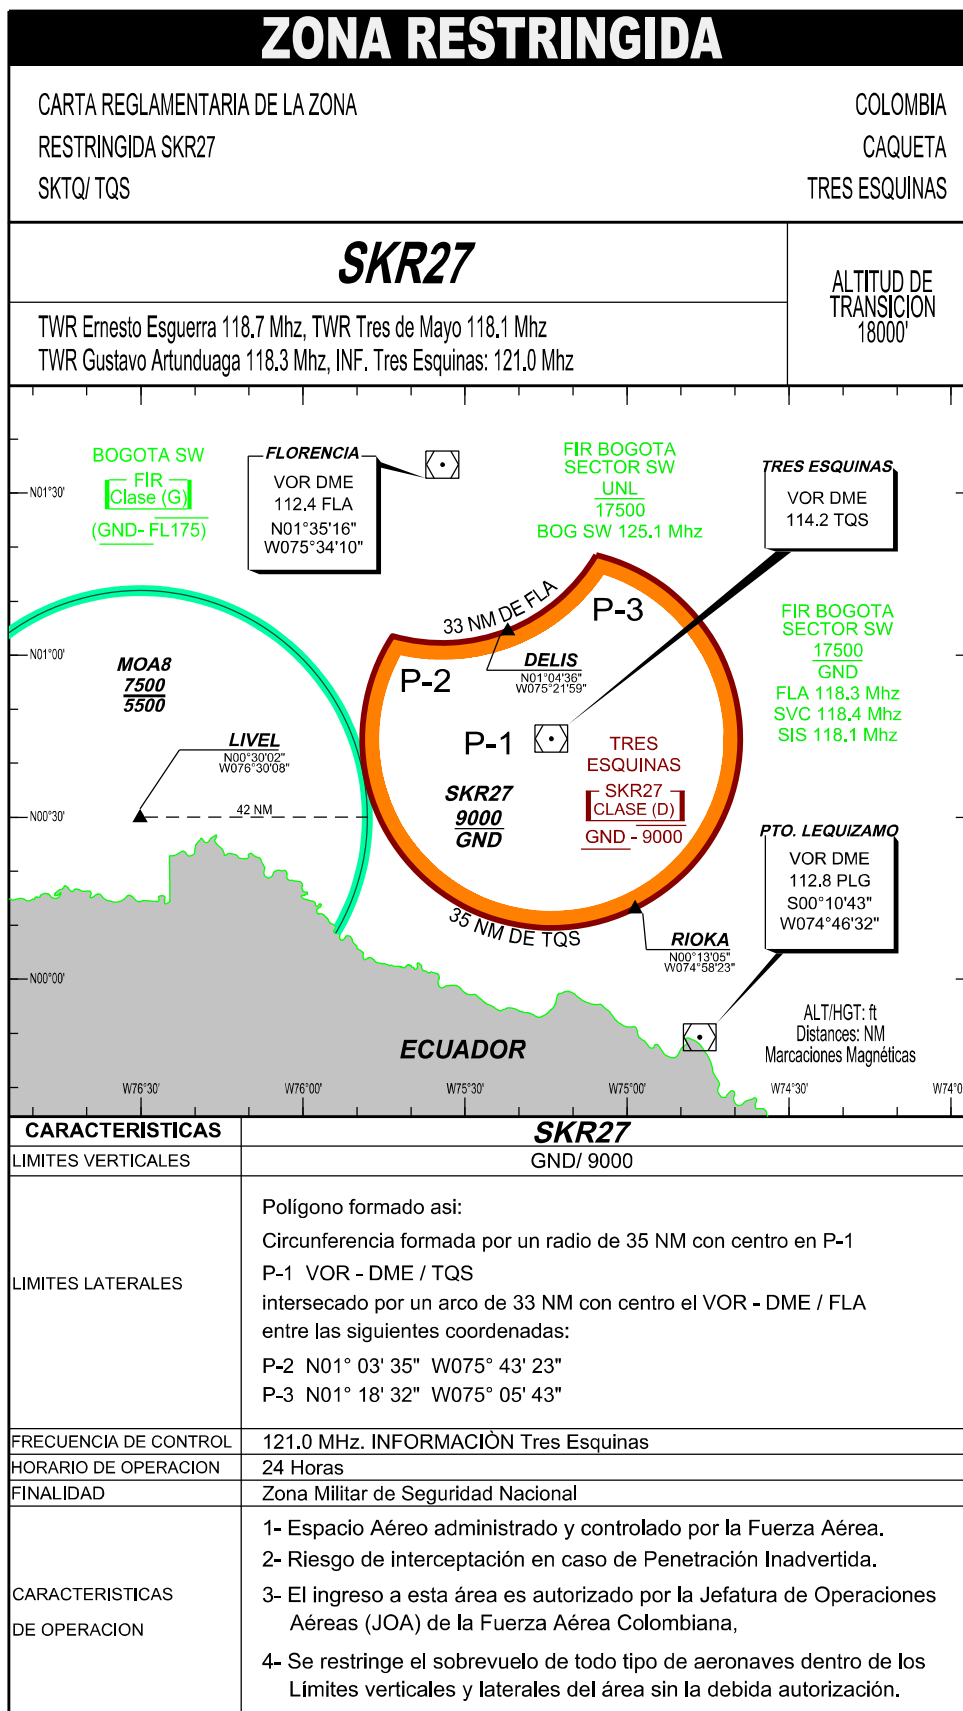 ZONA RESTRINGIDA
CARTA REGLAMENTARIA DE LA ZONA
RESTRINGIDA SKR27
SKTQ/ TQS
COLOMBIA
CAQUETA
TRES ESQUINAS
SKR27
TWR Ernesto Esguerra 118.7 Mhz, TWR Tres de Mayo 118.1 Mhz
TWR Gustavo Artunduaga 118.3 Mhz, INF. Tres Esquinas: 121.0 Mhz
ALTITUD DE
TRANSICION
18000'
BOGOTA SW
FIR
Clase (G)
(GND- FL175)
FLORENCIA
VOR DME
112.4 FLA
N01°35'16"
W075°34'10"
FIR BOGOTA
SECTOR SW
UNL
17500
BOG SW 125.1 Mhz
TRES ESQUINAS
VOR DME
114.2 TQS
N01°30'
33 NM DE FLA
P-3
FIR BOGOTA
SECTOR SW
17500
GND
FLA 118.3 Mhz
SVC 118.4 Mhz
SIS 118.1 Mhz
N01°00'
MOA8
7500
5500
P-2
DELIS
N01°04'36"
W075°21'59"
LIVEL
N00°30'02"
W076°30'08"
P-1
TRES
ESQUINAS
SKR27
CLASE (D)
GND - 9000
SKR27
9000
GND
N00°30'
42 NM
PTO. LEQUIZAMO
VOR DME
112.8 PLG
S00°10'43"
W074°46'32"
35 NM DE TQS
RIOKA
N00°13'05"
W074°58'23"
N00°00'
ALT/HGT: ft
Distances: NM
Marcaciones Magnéticas
ECUADOR
W76°30'
W76°00'
W75°30'
W75°00'
W74°30'
W74°0
CARACTERISTICAS
SKR27
LIMITES VERTICALES
GND/ 9000
LIMITES LATERALES
Polígono formado asi:
Circunferencia formada por un radio de 35 NM con centro en P-1
P-1 VOR - DME / TQS
intersecado por un arco de 33 NM con centro el VOR - DME / FLA
entre las siguientes coordenadas:
P-2 N01° 03' 35" W075° 43' 23"
P-3 N01° 18' 32" W075° 05' 43"
FRECUENCIA DE CONTROL
121.0 MHz. INFORMACIÒN Tres Esquinas
HORARIO DE OPERACION
24 Horas
FINALIDAD
Zona Militar de Seguridad Nacional
CARACTERISTICAS
DE OPERACION
1- Espacio Aéreo administrado y controlado por la Fuerza Aérea.
2- Riesgo de interceptación en caso de Penetración Inadvertida.
3- El ingreso a esta área es autorizado por la Jefatura de Operaciones
Aéreas (JOA) de la Fuerza Aérea Colombiana,
4- Se restringe el sobrevuelo de todo tipo de aeronaves dentro de los
Límites verticales y laterales del área sin la debida autorización.